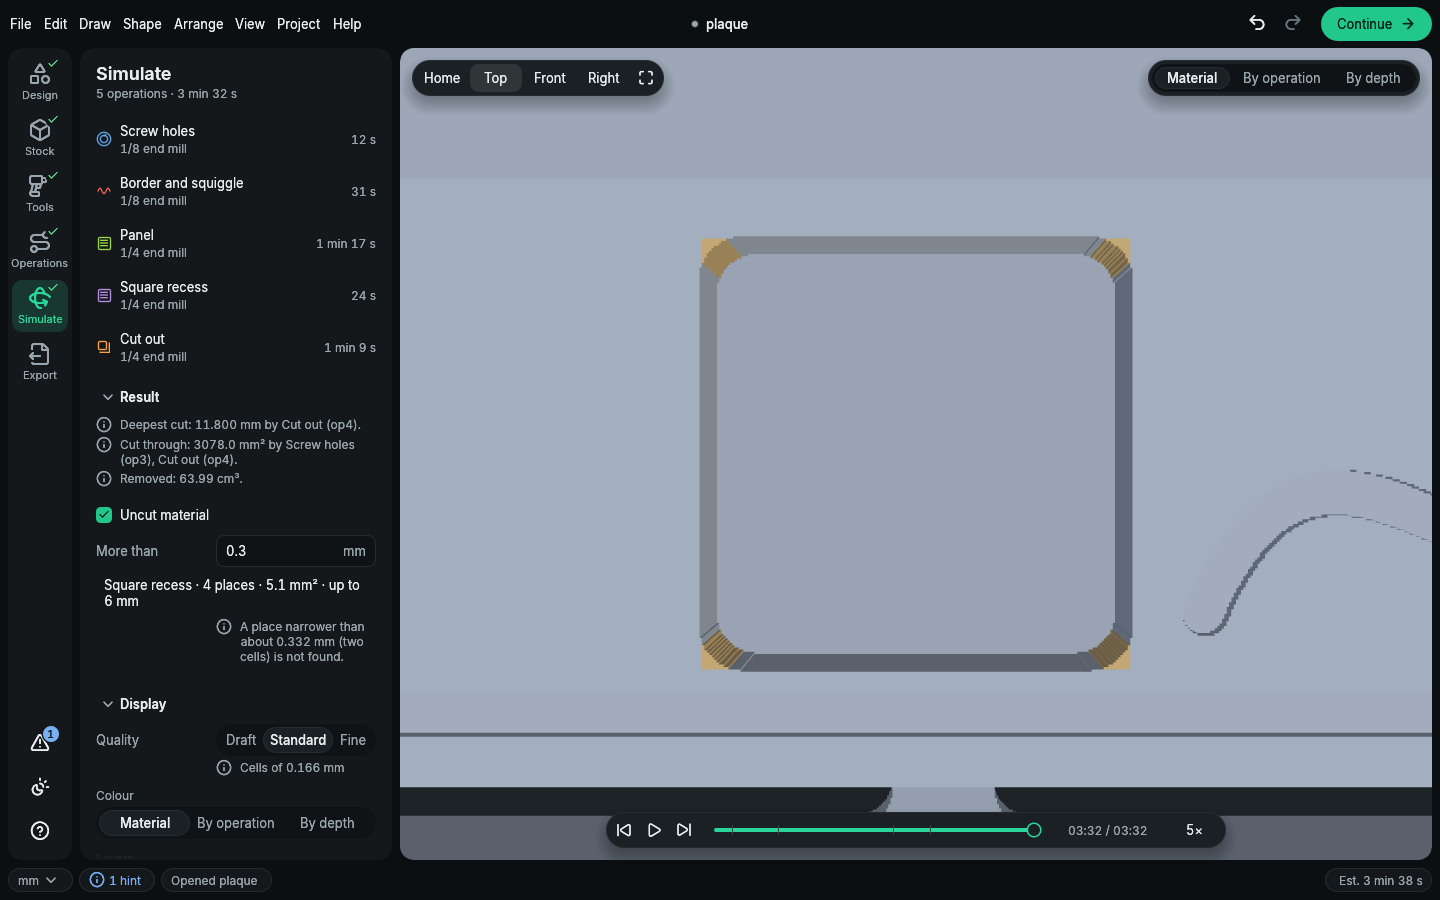 File Edit Draw Shape Arrange View Project Help
plaque
Continue
Design
Stock
Tools
Operations
Simulate
Export
1
Simulate
5 operations · 3 min 32 s
Screw holes
1/8 end mill
12 s
Border and squiggle
1/8 end mill
31 s
Panel
1/4 end mill
1 min 17 s
Square recess
1/4 end mill
24 s
Cut out
1/4 end mill
1 min 9 s
Result
Deepest cut: 11.800 mm by Cut out (op4).
Cut through: 3078.0 mm² by Screw holes
(op3), Cut out (op4).
Removed: 63.99 cm³.
Uncut material
More than
0.3 mm
Square recess · 4 places · 5.1 mm² · up to
6 mm
A place narrower than
about 0.332 mm (two
cells) is not found.
Display
Quality
Draft Standard Fine
Cells of 0.166 mm
Colour
Material By operation By depth
Home Top Front Right
Material By operation By depth
03:32 / 03:32
5×
mm
1 hint
Opened plaque
Est. 3 min 38 s